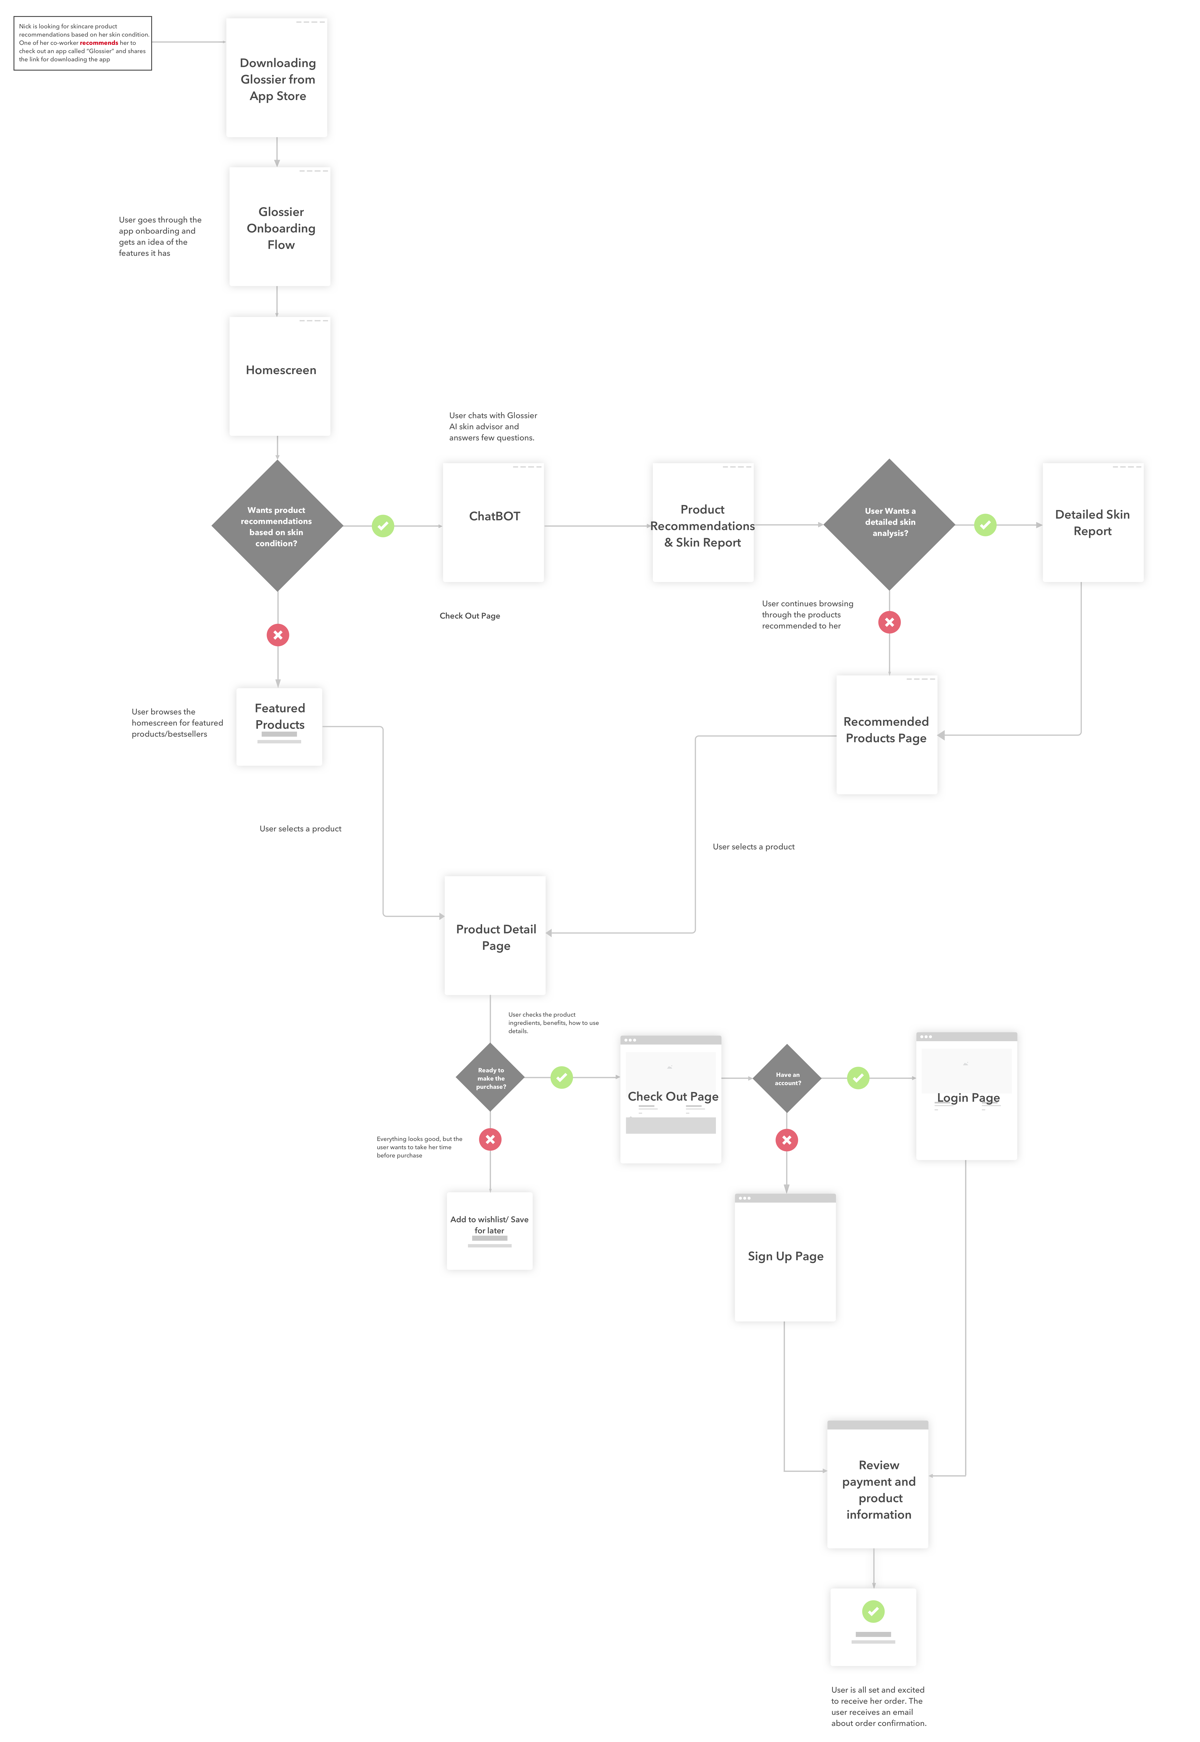 Nick is looking for skincare product
recommendations based on her skin condition.
One of her co-worker recommends her to
check out an app called "Glossier" and shares
the link for downloading the app
Downloading
Glossier from
App Store
User goes through the
app onboarding and
gets an idea of the
features it has
Glossier
Onboarding
Flow
Homescreen
User chats with Glossier
AI skin advisor and
answers few questions.
Wants product
recommendations
based on skin
condition?
ChatBOT
Product
Recommendations
& Skin Report
User Wants a
detailed skin
analysis?
Detailed Skin
Report
Check Out Page
User continues browsing
through the products
recommended to her
User browses the
homescreen for featured
products/bestsellers
Featured
Products
Recommended
Products Page
User selects a product
User selects a product
Product Detail
Page
User checks the product
ingredients, benefits, how to use
details.
Ready to
make the
purchase?
Check Out Page
Have an
account?
Login Page
Everything looks good, but the
user wants to take her time
before purchase
Add to wishlist/ Save
for later
Sign Up Page
Review
payment and
product
information
User is all set and excited
to receive her order. The
user receives an email
about order confirmation.